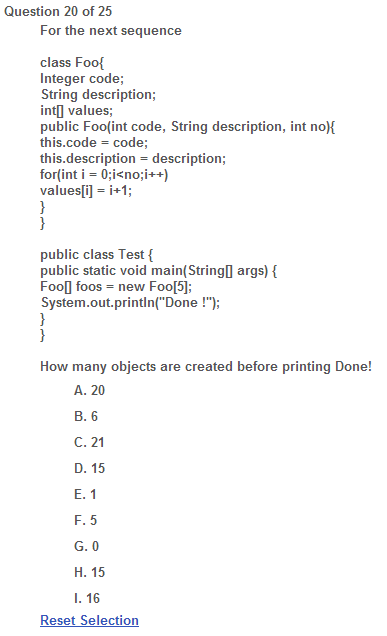 Question 20 of 25
For the next sequence
class Foo{
Integer code;
String description;
int[] values;
public Foo(int code, String description, int no){
this.code = code;
this.description = description;
for(int i = 0;i<no;i++)
values[i] = i+1;
}
}
public class Test {
public static void main(String[] args) {
Foo[] foos = new Foo[5];
System.out.println("Done !");
}
}
How many objects are created before printing Done!
A. 20
B. 6
C. 21
D. 15
E. 1
F. 5
G. 0
H. 15
I. 16
Reset Selection